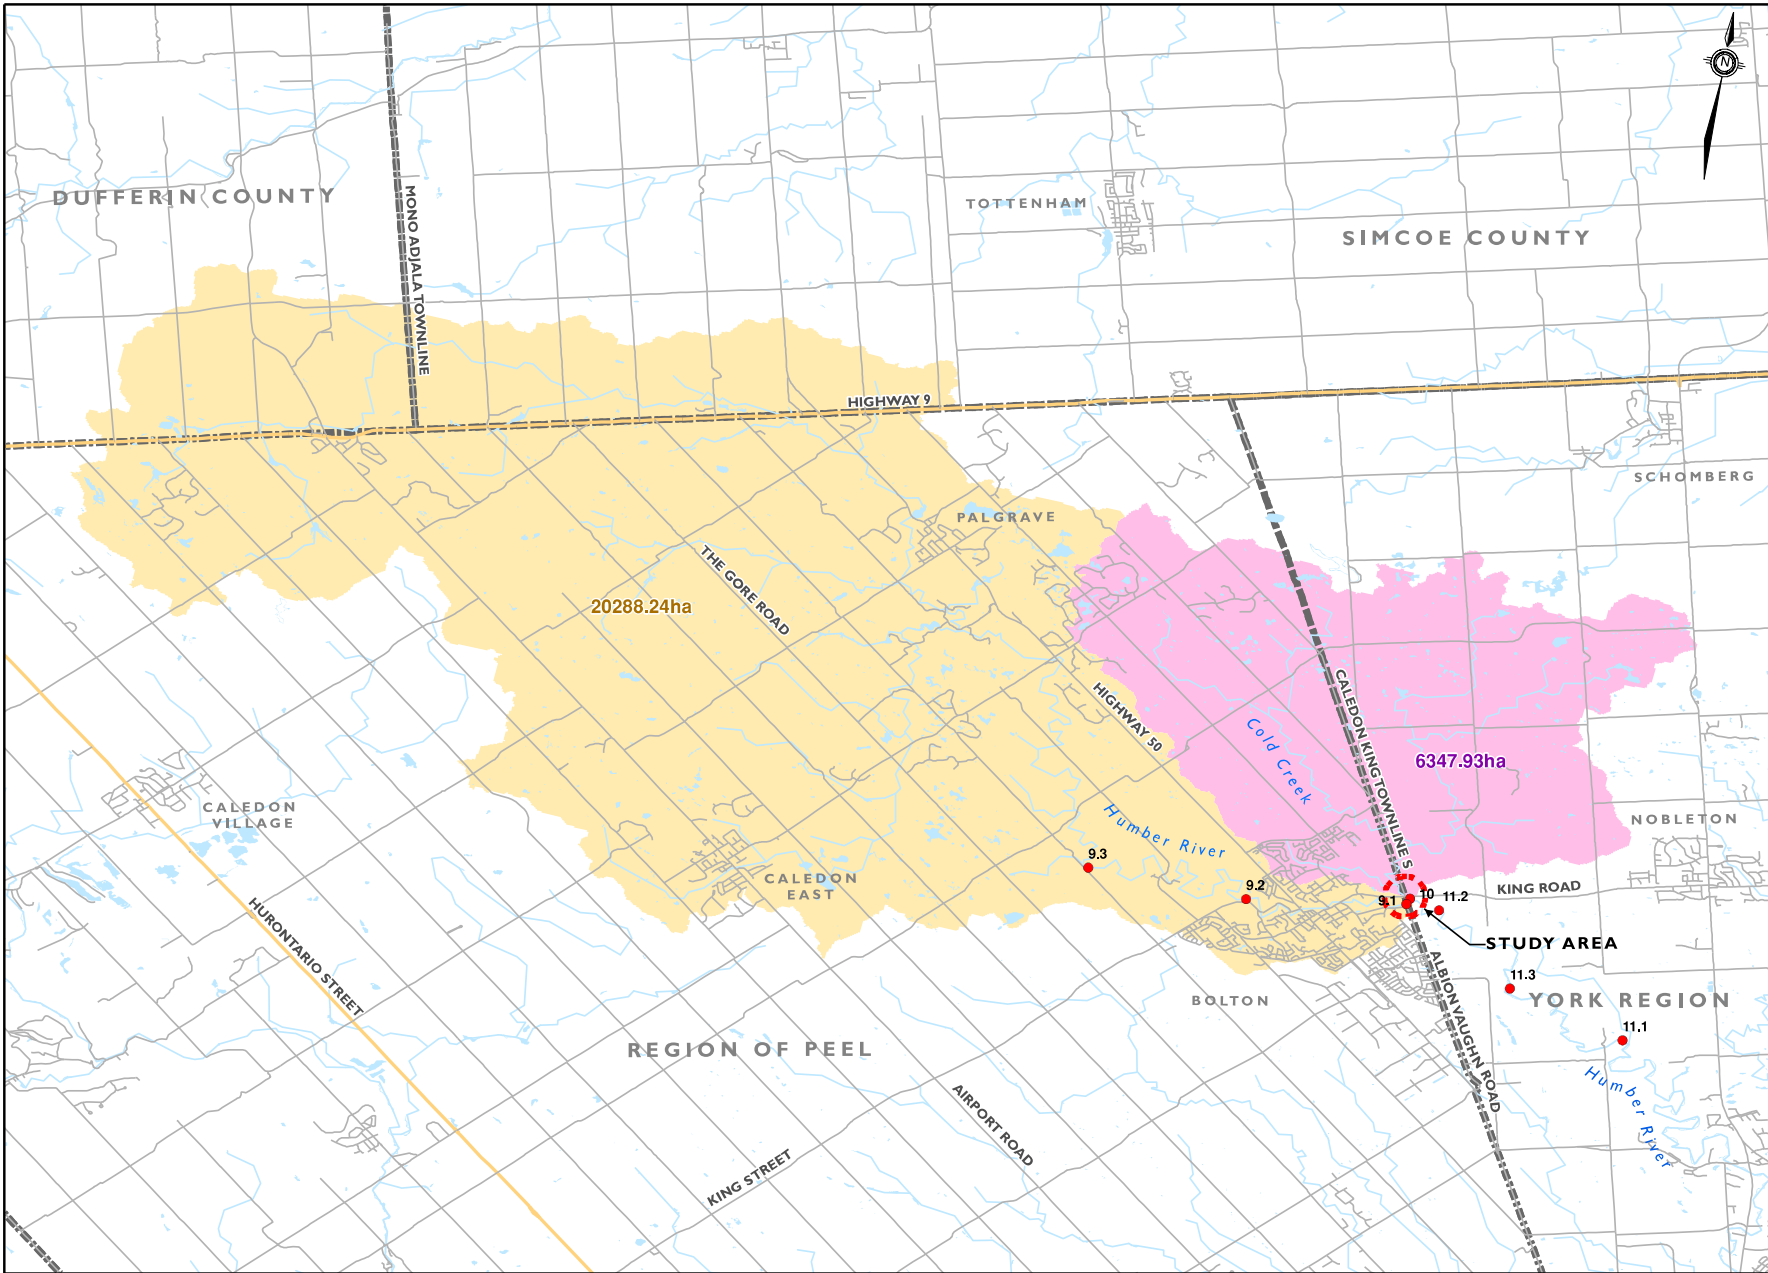 N
DUFFERIN COUNTY
MONO ADJALA TOWNLINE
TOTTENHAM
SIMCOE COUNTY
HIGHWAY 9
SCHOMBERG
PALGRAVE
THE GORE ROAD
20288.24ha
HIGHWAY 50
CALEDON KING TOWNLINE S
Cold Creek
6347.93ha
CALEDON
VILLAGE
Humber River
NOBLETON
9.3
CALEDON
EAST
9.2
9.1
10
11.2
KING ROAD
HURONTARIO STREET
STUDY AREA
11.3
BOLTON
ALBION VAUGHN ROAD
YORK REGION
11.1
REGION OF PEEL
Humber River
AIRPORT ROAD
KING STREET